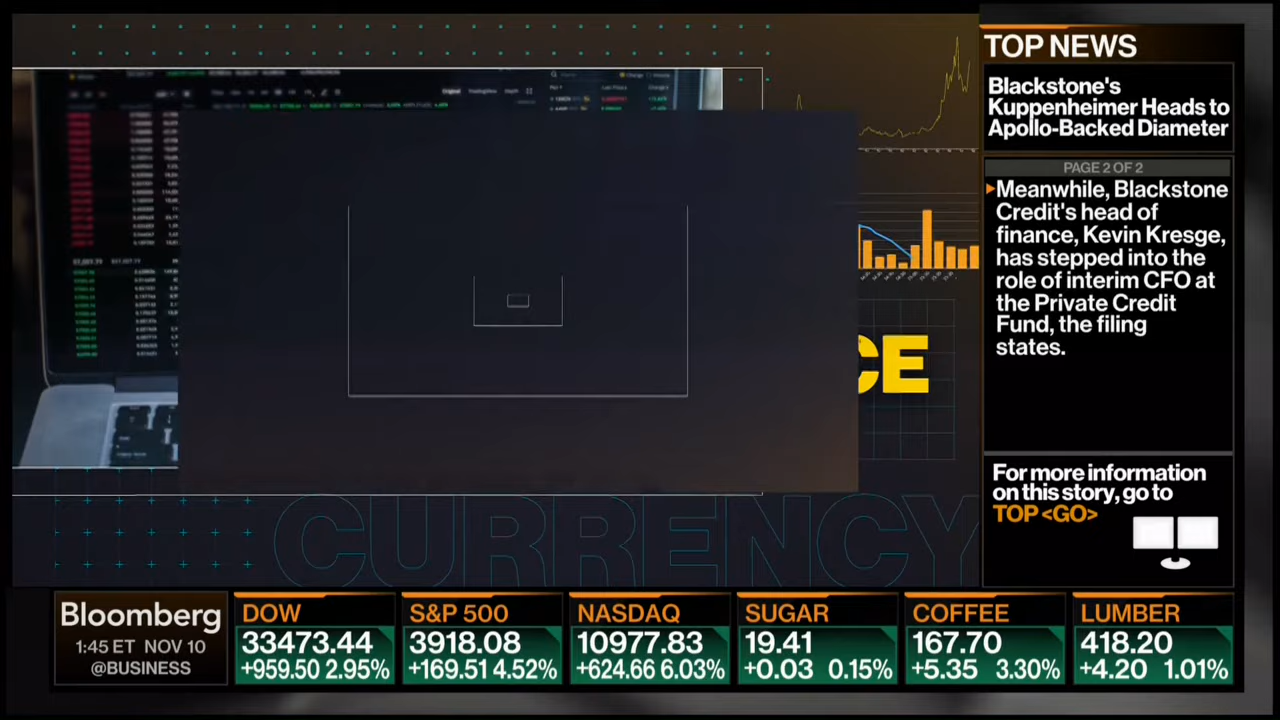 TOP NEWS
Blackstone's
Kuppenheimer Heads to
Apollo-Backed Diameter
PAGE 2 OF 2
Meanwhile, Blackstone
Credit's head of
finance, Kevin Kresge,
has stepped into the
role of interim CFO at
the Private Credit
Fund, the filing
states.
For more information
on this story, go to
TOP <GO>
Original TradingView Depth
CE
CURRENCY
Bloomberg
1:45 ET NOV 10
@BUSINESS
DOW
33473.44
+959.50 2.95%
S&P 500
3918.08
+169.51 4.52%
NASDAQ
10977.83
+624.66 6.03%
SUGAR
19.41
+0.03 0.15%
COFFEE
167.70
+5.35 3.30%
LUMBER
418.20
+4.20 1.01%